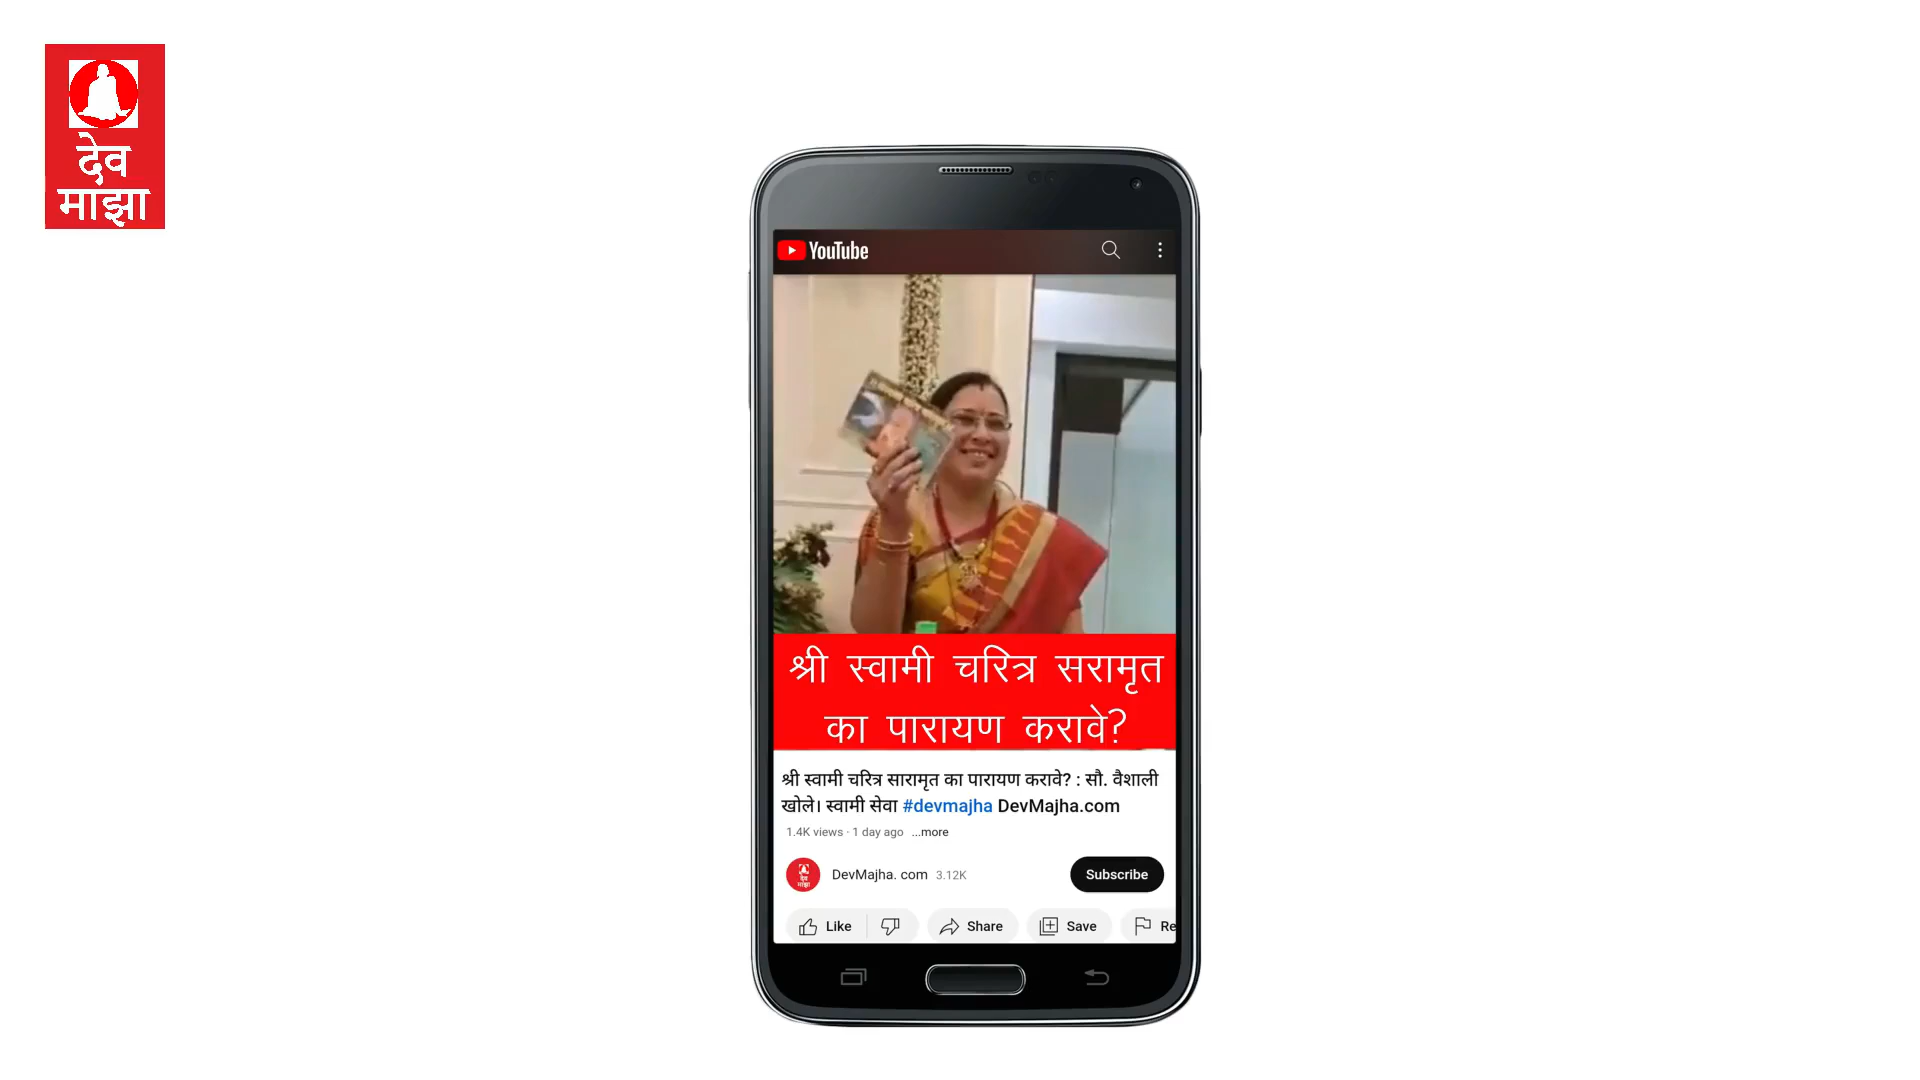 देव
माझा
YouTube
श्री स्वामी चरित्र सरामृत
का पारायण करावे?
श्री स्वामी चरित्र सारामृत का पारायण करावे? : सौ. वैशाली
खोले। स्वामी सेवा #devmajha DevMajha.com
1.4K views · 1 day ago ...more
देव
माझा
DevMajha. com 3.12K
Subscribe
Like
Share
Save
Re